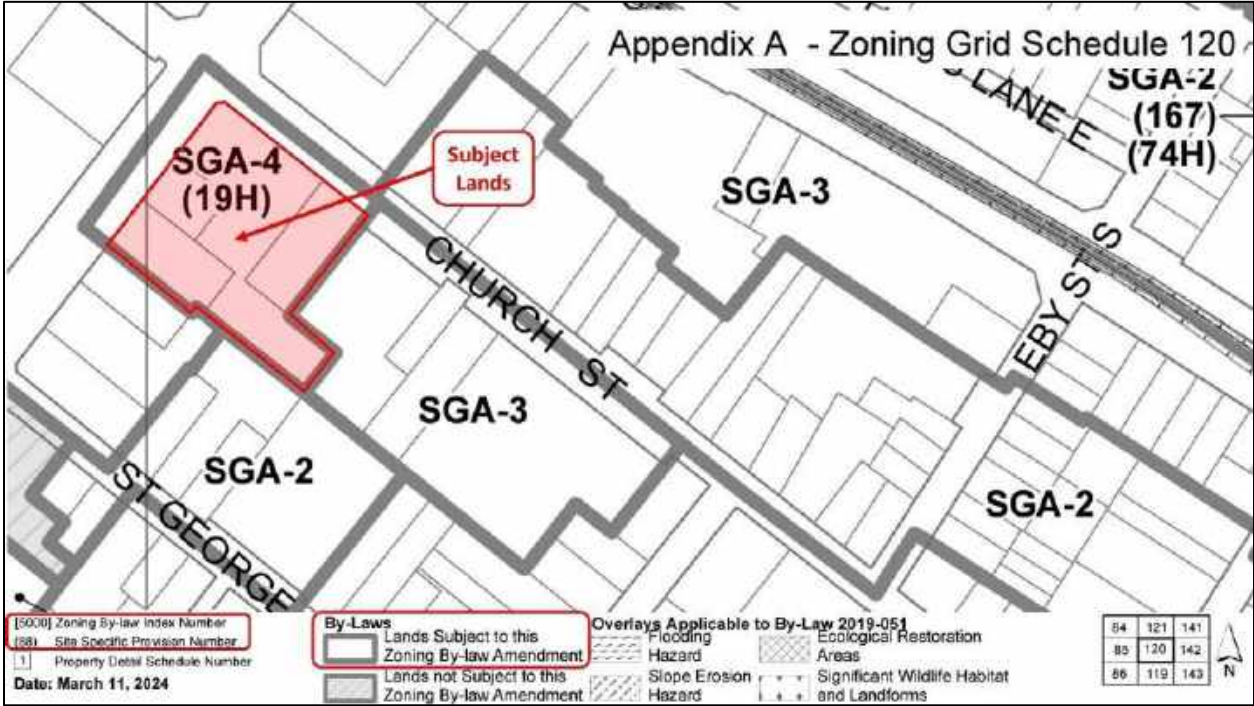 Appendix A - Zoning Grid Schedule 120
LANE E
SGA-2
(167)
(74H)
SGA-4
(19H)
Subject
Lands
SGA-3
CHURCH ST
EBY ST S
SGA-3
SGA-2
SGA-2
ST GEORGE
[5000] Zoning By-law Index Number
(88) Site Specific Provision Number
1 Property Detail Schedule Number
Date: March 11, 2024
By-Laws
Lands Subject to this
Zoning By-law Amendment
Lands not Subject to this
Zoning By-law Amendment
Overlays Applicable to By-Law 2019-051
Flooding
Hazard
Slope Erosion
Hazard
Ecological Restoration
Areas
Significant Wildlife Habitat
and Landforms
84 121 141
85 120 142
86 119 143
N